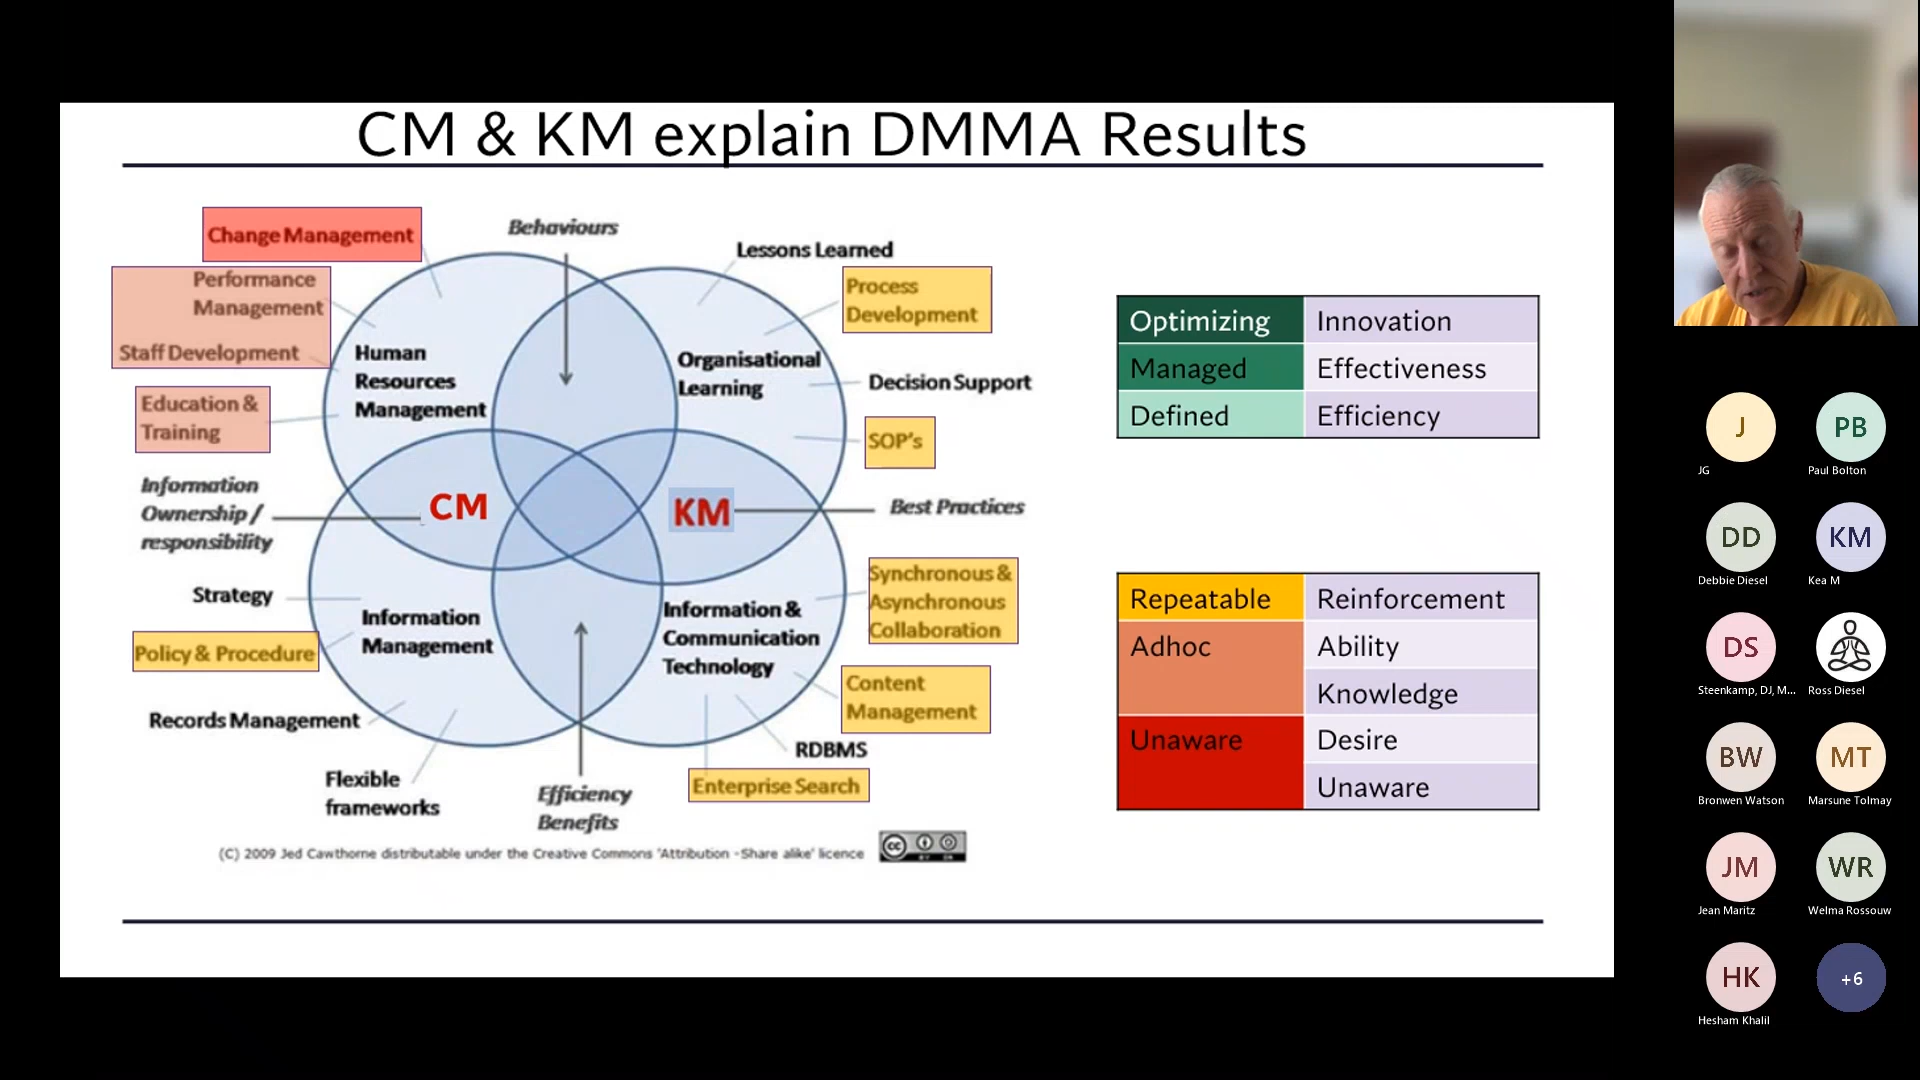 CM & KM explain DMMA Results
Change Management
Behaviours
Lessons Learned
Performance
Management
Process
Development
Staff Development
Human
Resources
Management
Organisational
Learning
Decision Support
Education &
Training
SOP's
Information
Ownership /
responsibility
CM
KM
Best Practices
Strategy
Synchronous &
Asynchronous
Collaboration
Information
Management
Information &
Communication
Technology
Policy & Procedure
Content
Management
Records Management
RDBMS
Flexible
frameworks
Enterprise Search
Efficiency
Benefits
(C) 2009 Jed Cawthorne distributable under the Creative Commons 'Attribution -Share alike' licence
cc
Optimizing Innovation
Managed Effectiveness
Defined Efficiency
Repeatable Reinforcement
Adhoc Ability
Knowledge
Unaware Desire
Unaware
J PB
JG Paul Bolton
DD KM
Debbie Diesel Kea M
DS
Steenkamp, DJ, M... Ross Diesel
BW MT
Bronwen Watson Marsune Tolmay
JM WR
Jean Maritz Welma Rossouw
HK +6
Hesham Khalil